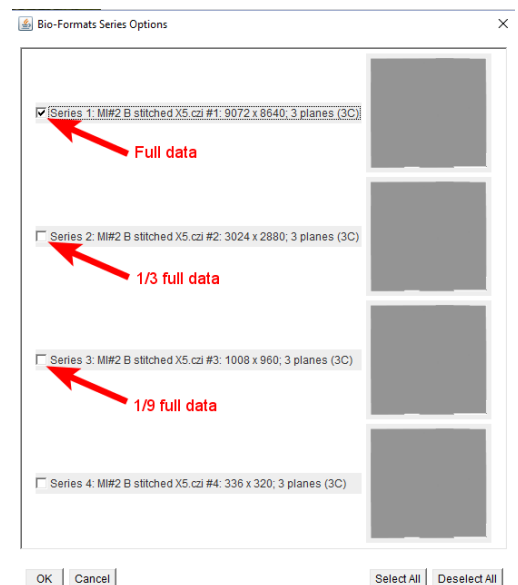 Bio-Formats Series Options
Series 1: MI#2 B stitched X5.czi #1: 9072 x 8640; 3 planes (3C)
Full data
Series 2: MI#2 B stitched X5.czi #2: 3024 x 2880; 3 planes (3C)
1/3 full data
Series 3: MI#2 B stitched X5.czi #3: 1008 x 960; 3 planes (3C)
1/9 full data
Series 4: MI#2 B stitched X5.czi #4: 336 x 320; 3 planes (3C)
OK Cancel Select All Deselect All